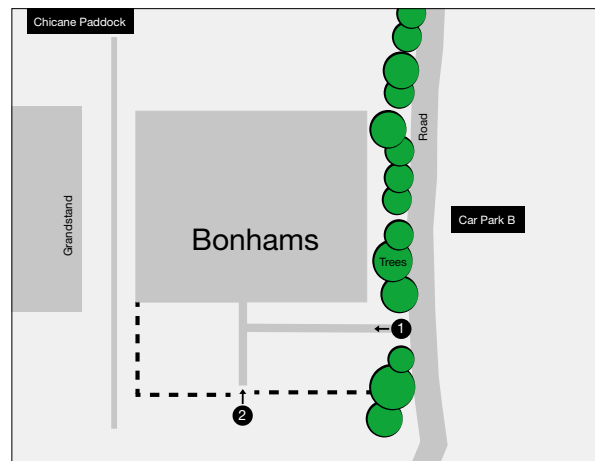 Chicane Paddock
Road
Grandstand
Car Park B
Bonhams
Trees
1
2